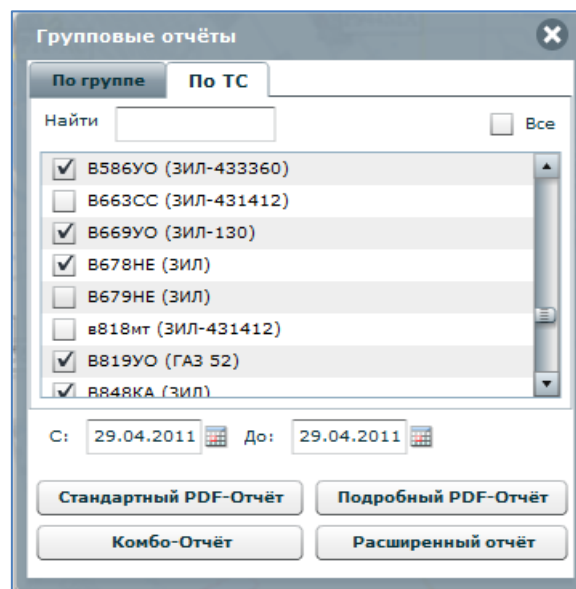 Групповые отчёты
По группе По ТС
Найти Все
В586УО (ЗИЛ-433360)
В663СС (ЗИЛ-431412)
В669УО (ЗИЛ-130)
В678НЕ (ЗИЛ)
В679НЕ (ЗИЛ)
в818мт (ЗИЛ-431412)
В819УО (ГАЗ 52)
В848КА (ЗИЛ)
С: 29.04.2011 До: 29.04.2011
Стандартный PDF-Отчёт Подробный PDF-Отчёт
Комбо-Отчёт Расширенный отчёт